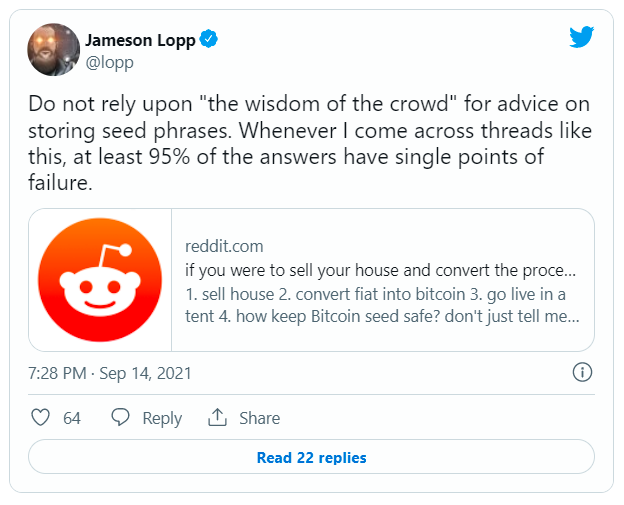 Jameson Lopp
@lopp
Do not rely upon "the wisdom of the crowd" for advice on
storing seed phrases. Whenever I come across threads like
this, at least 95% of the answers have single points of
failure.
reddit.com
if you were to sell your house and convert the proce...
1. sell house 2. convert fiat into bitcoin 3. go live in a
tent 4. how keep Bitcoin seed safe? don't just tell me...
7:28 PM · Sep 14, 2021
64 Reply Share
Read 22 replies